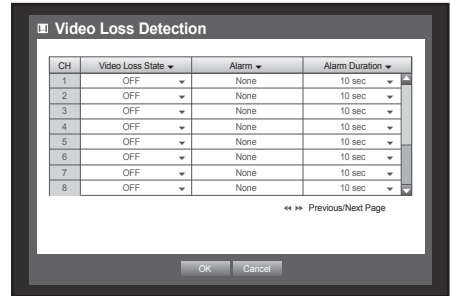 Video Loss Detection
CH Video Loss State Alarm Alarm Duration
1 OFF None 10 sec
2 OFF None 10 sec
3 OFF None 10 sec
4 OFF None 10 sec
5 OFF None 10 sec
6 OFF None 10 sec
7 OFF None 10 sec
8 OFF None 10 sec
Previous/Next Page
OK Cancel